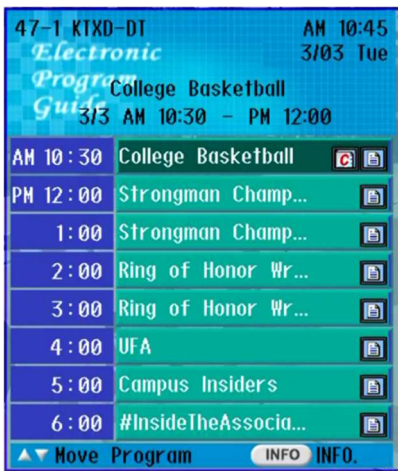 47-1 KTXD-DT AM 10:45
Electronic 3/03 Tue
Program
College Basketball
Guide
3/3 AM 10:30 - PM 12:00
AM 10:30 College Basketball C
PM 12:00 Strongman Champ...
1:00 Strongman Champ...
2:00 Ring of Honor Wr...
3:00 Ring of Honor Wr...
4:00 UFA
5:00 Campus Insiders
6:00 #InsideTheAssocia...
▲▼ Move Program INFO INFO.